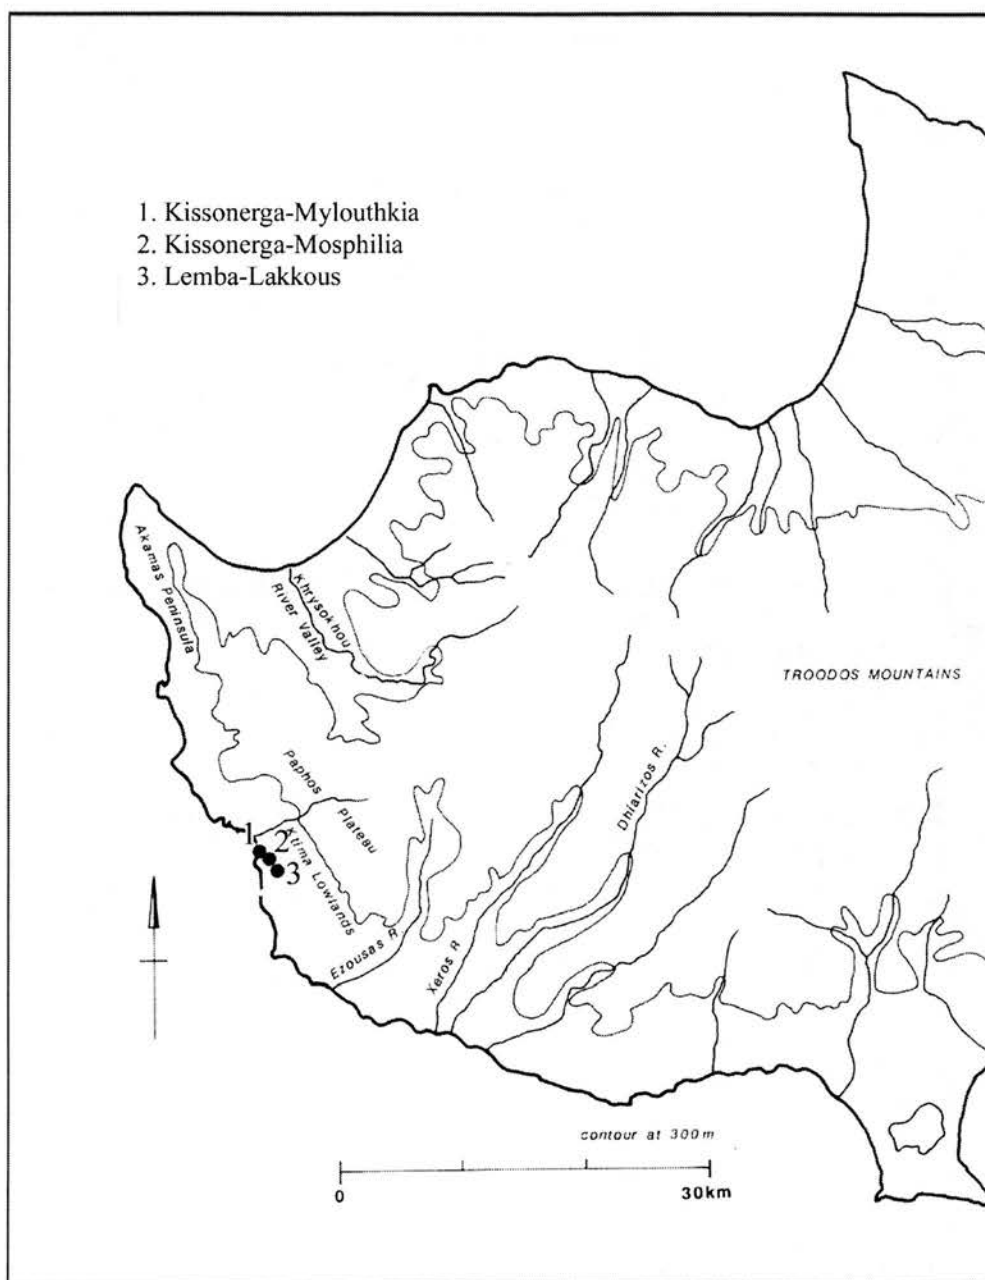 1. Kissonerga-Mylouthkia
2. Kissonerga-Mosphilia
3. Lemba-Lakkous
Akamas Peninsula
Khrysokhou
River Valley
TROODOS MOUNTAINS
Paphos
Plateau
Dhiarizos R.
1
2
3
Ktima Lowlands
Ezousas R
Xeros R
contour at 300m
0
30km